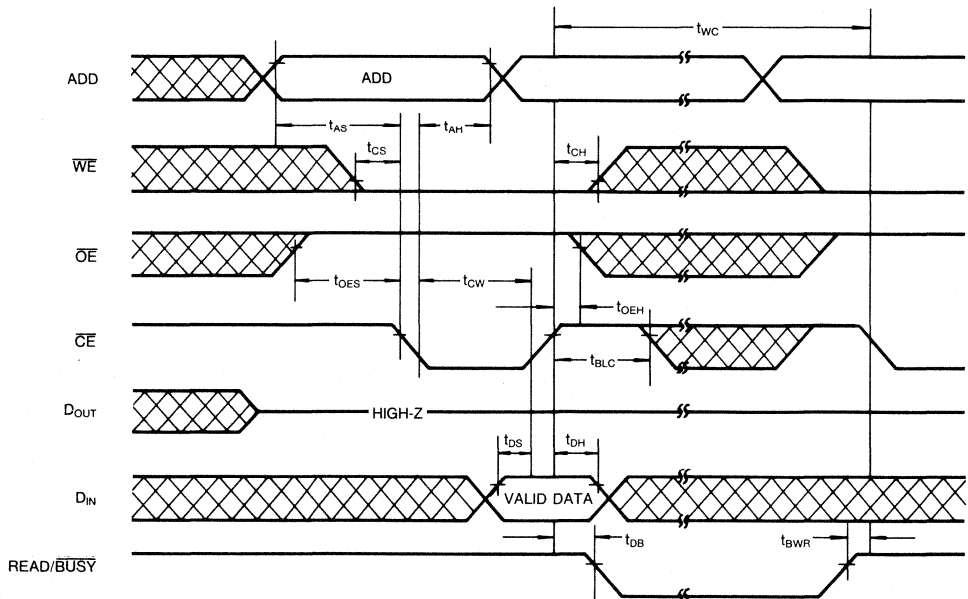 tWC
ADD
ADD
tAS
tAH
tCS
tCH
WE
OE
tOES
tCW
tOEH
CE
tBLC
DOUT
HIGH-Z
tDS
tDH
DIN
VALID DATA
tDB
tBWR
READ/BUSY